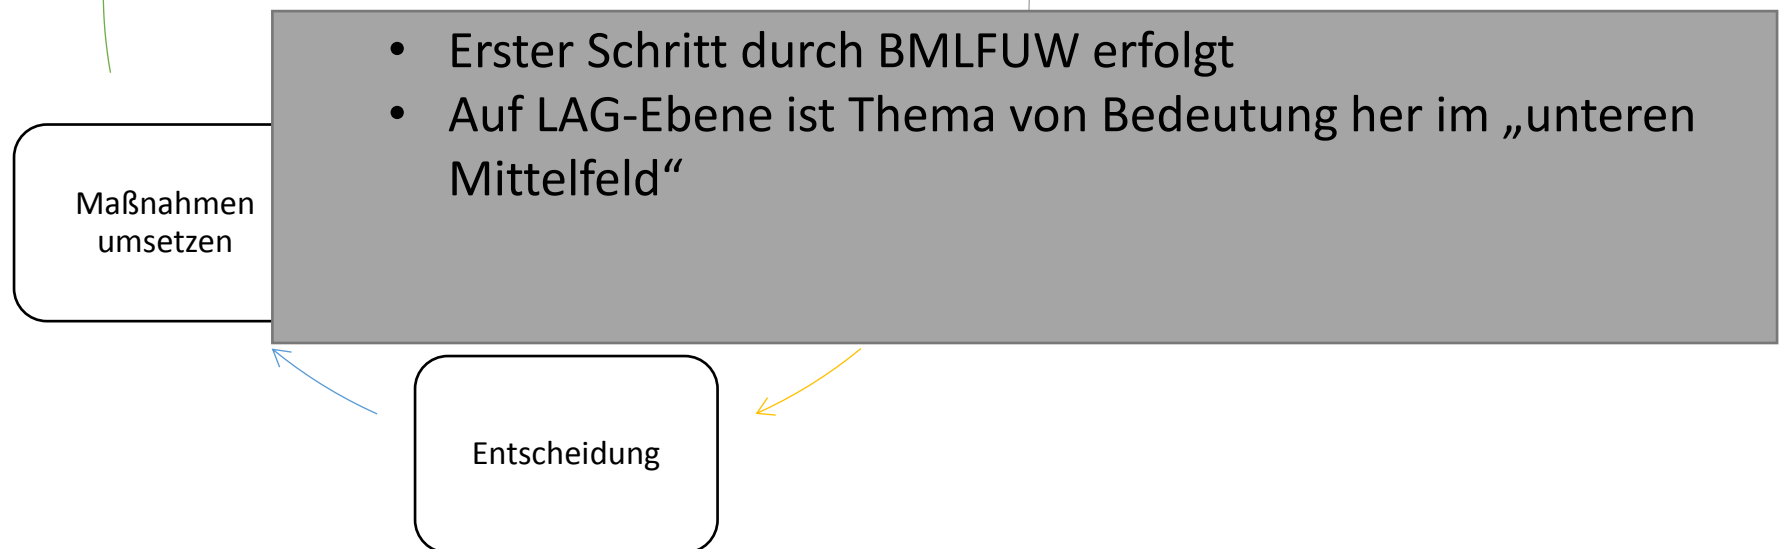 • Erster Schritt durch BMLFUW erfolgt
• Auf LAG-Ebene ist Thema von Bedeutung her im „unteren
Mittelfeld“
Maßnahmen
umsetzen
Entscheidung